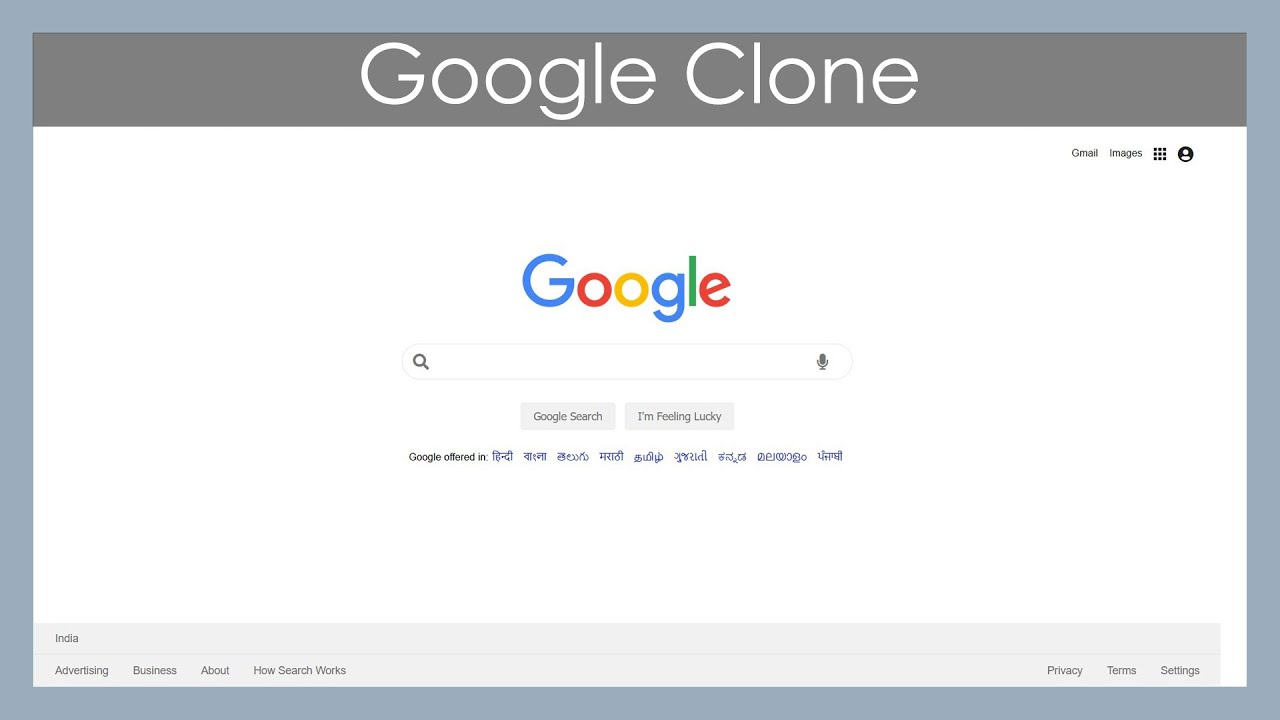 Google Clone
Gmail Images
Google
Google Search I'm Feeling Lucky
Google offered in: हिन्दी বাংলা తెలుగు मराठी தமிழ் ગુજરાતી ಕನ್ನಡ മലയാളം ਪੰਜਾਬੀ
India
Advertising Business About How Search Works Privacy Terms Settings